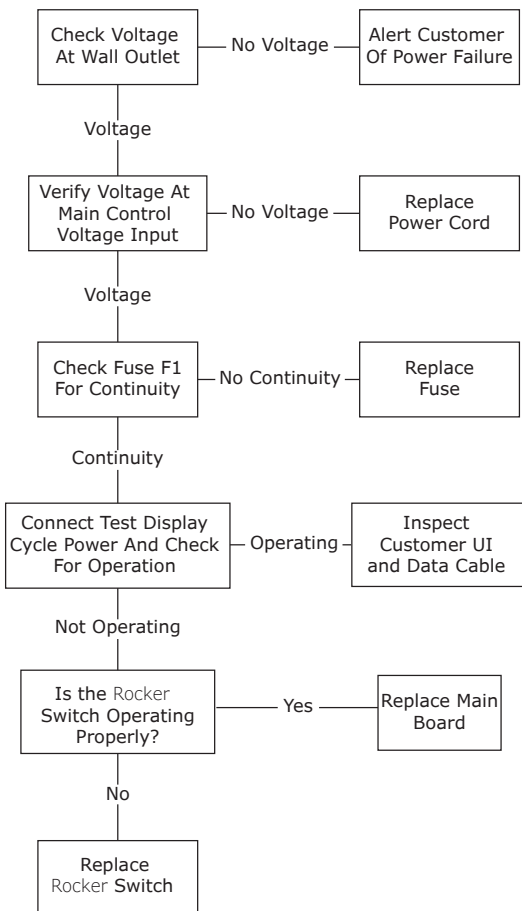 Check Voltage
At Wall Outlet
No Voltage
Alert Customer
Of Power Failure
Voltage
Verify Voltage At
Main Control
Voltage Input
No Voltage
Replace
Power Cord
Voltage
Check Fuse F1
For Continuity
No Continuity
Replace
Fuse
Continuity
Connect Test Display
Cycle Power And Check
For Operation
Operating
Inspect
Customer UI
and Data Cable
Not Operating
Is the Rocker
Switch Operating
Properly?
Yes
Replace Main
Board
No
Replace
Rocker Switch